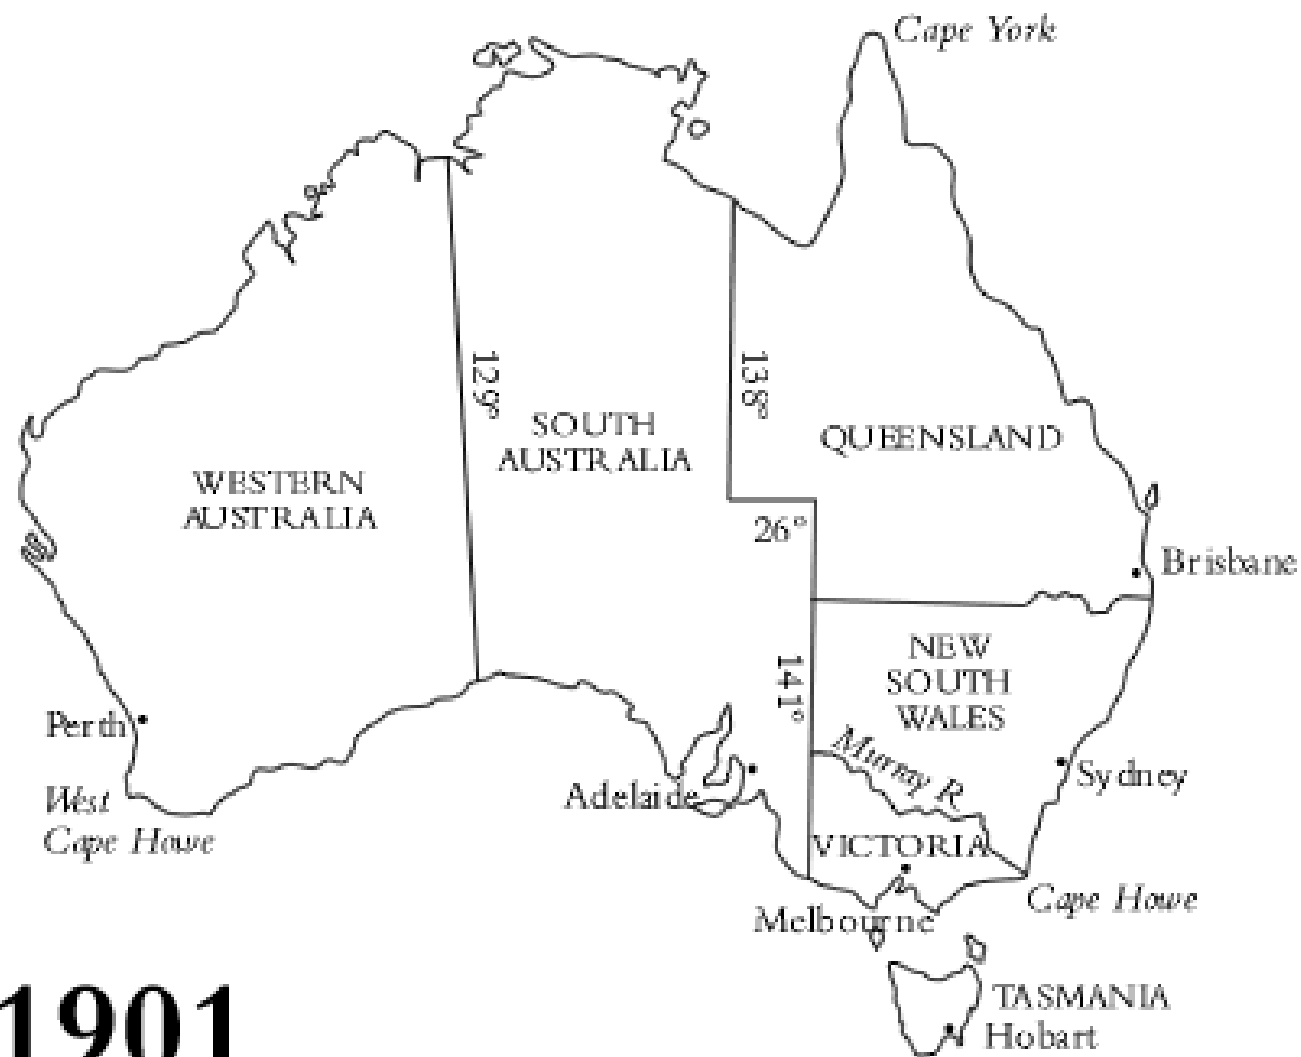 Cape York
129°
138°
SOUTH
AUSTRALIA
QUEENSLAND
WESTERN
AUSTRALIA
26°
Brisbane
NEW
SOUTH
WALES
141°
Perth
Murray R
Sydney
Adelaide
West
Cape Howe
VICTORIA
Cape Howe
Melbourne
TASMANIA
Hobart
1901